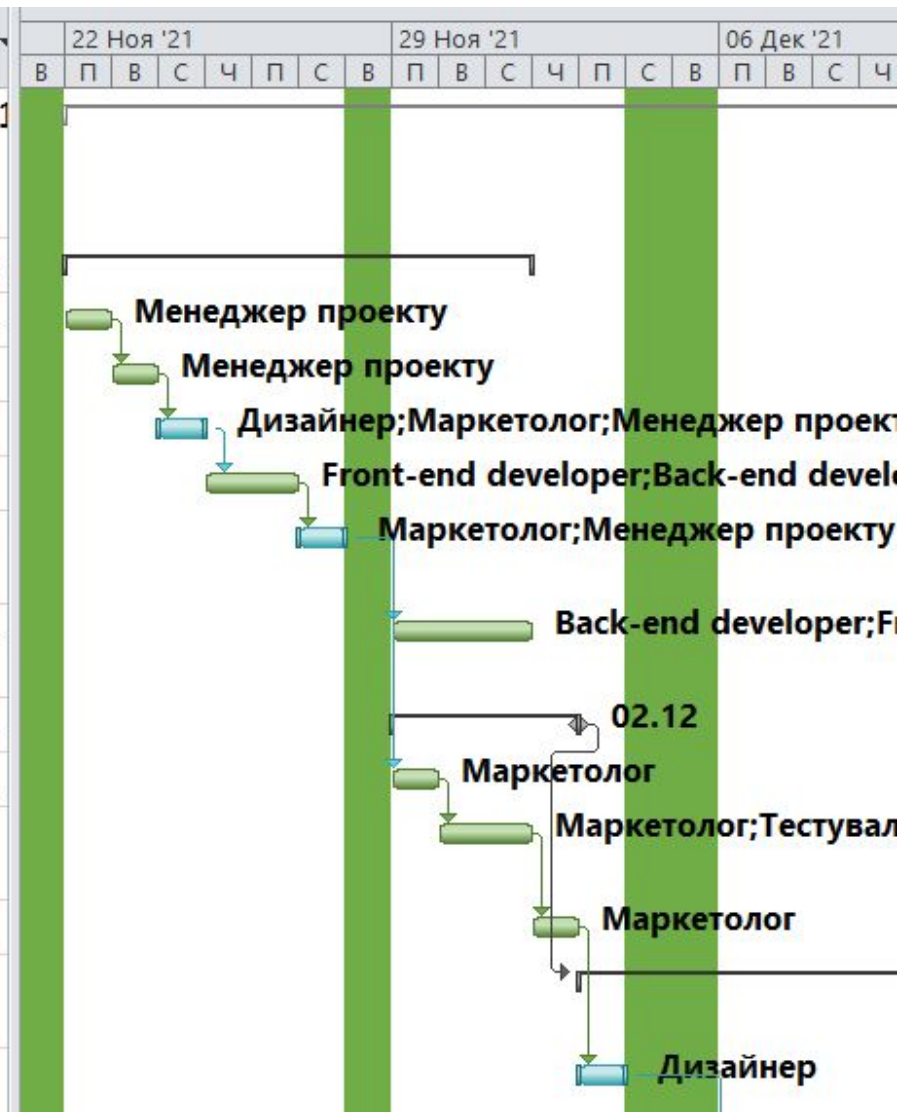 22 Ноя '21 29 Ноя '21 06 Дек '21
В П В С Ч П С В П В С Ч П С В П В С Ч
Менеджер проекту
Менеджер проекту
Дизайнер;Маркетолог;Менеджер проект
Front-end developer;Back-end devel
Маркетолог;Менеджер проекту
Back-end developer;F
02.12
Маркетолог
Маркетолог;Тестувал
Маркетолог
Дизайнер